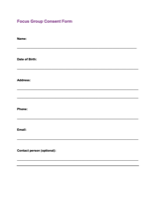 Focus Group Consent Form
Name:
Date of Birth:
Address:
Phone:
Email:
Contact person (optional):